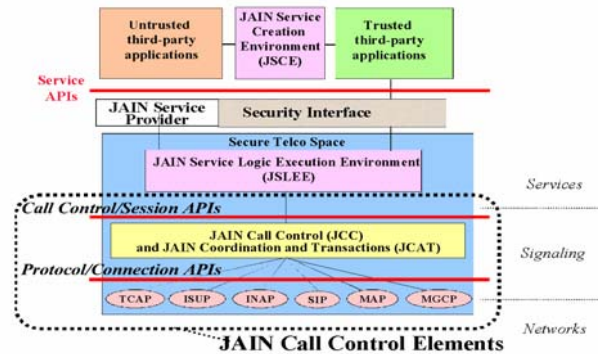 Untrusted
third-party
applications
JAIN Service
Creation
Environment
(JSCE)
Trusted
third-party
applications
Service
APIs
JAIN Service
Provider
Security Interface
Secure Telco Space
JAIN Service Logic Execution Environment
(JSLEE)
Services
Call Control/Session APIs
JAIN Call Control (JCC)
and JAIN Coordination and Transactions (JCAT)
Signaling
Protocol/Connection APIs
TCAP
ISUP
INAP
SIP
MAP
MGCP
Networks
JAIN Call Control Elements